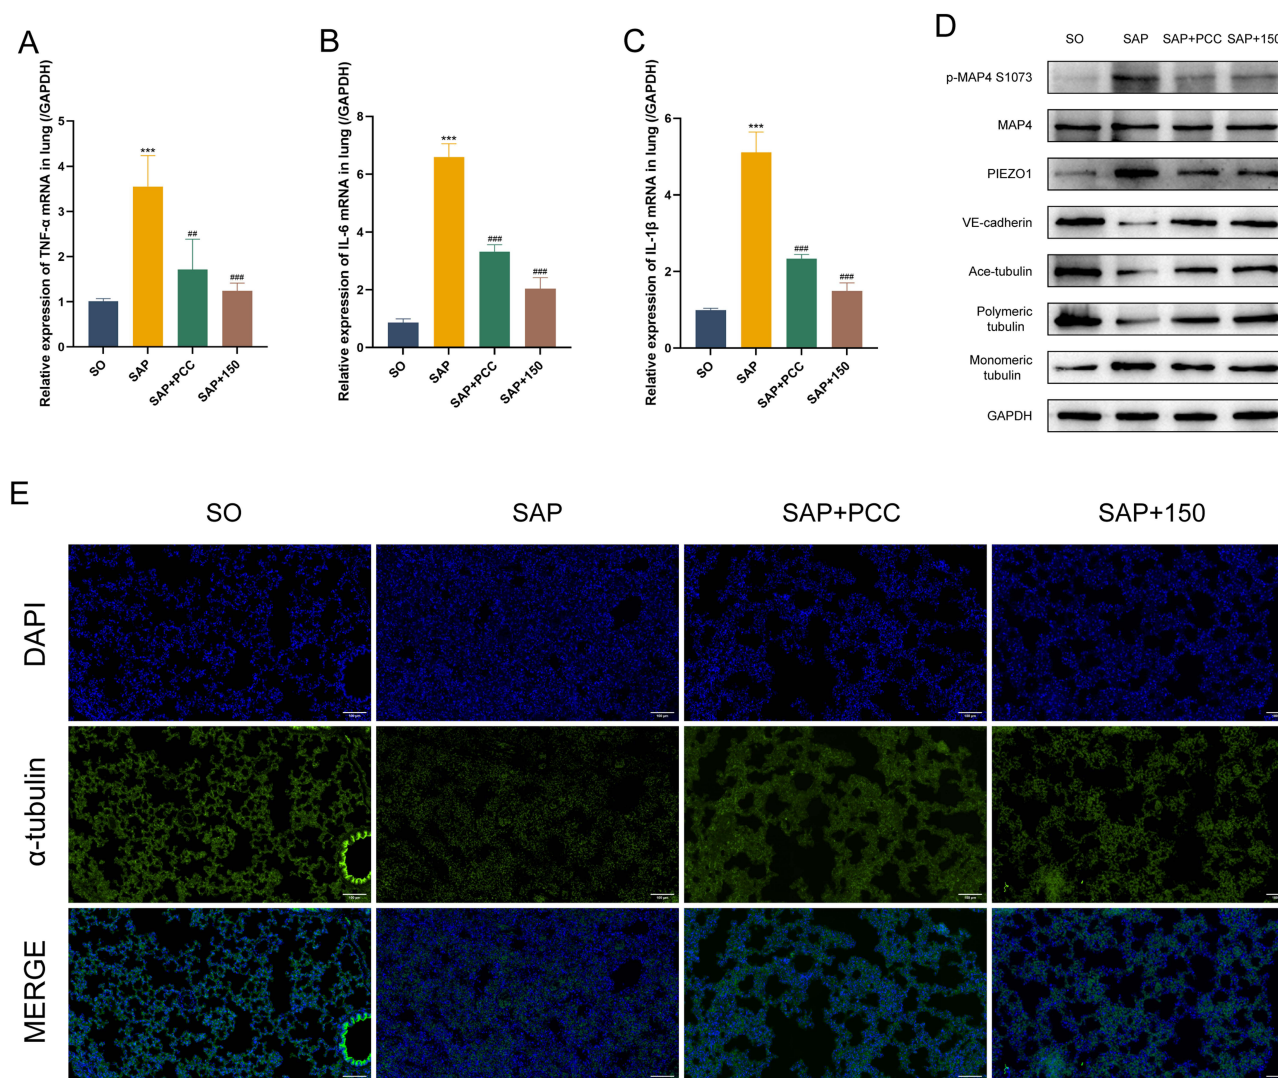 A
B
C
D
Relative expression of TNF-α mRNA in lung (/GAPDH)
5
4
3
2
1
0
***
##
###
SO
SAP
SAP+PCC
SAP+150
Relative expression of IL-6 mRNA in lung (/GAPDH)
8
6
4
2
0
***
###
###
SO
SAP
SAP+PCC
SAP+150
Relative expression of IL-1β mRNA in lung (/GAPDH)
6
4
2
0
***
###
###
SO
SAP
SAP+PCC
SAP+150
SO SAP SAP+PCC SAP+150
p-MAP4 S1073
MAP4
PIEZO1
VE-cadherin
Ace-tubulin
Polymeric
tubulin
Monomeric
tubulin
GAPDH
E
SO SAP SAP+PCC SAP+150
DAPI
α-tubulin
MERGE